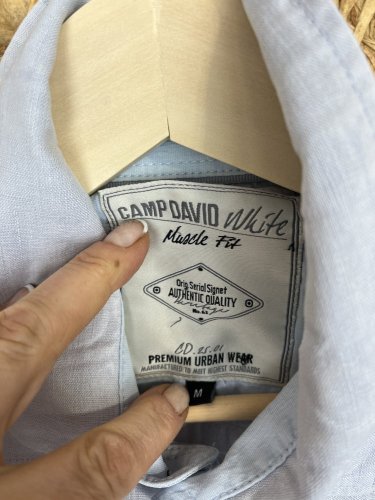 CAMP DAVID White
Muscle Fit
Orig. Serial Signet
AUTHENTIC QUALITY
CD.25.01
PREMIUM URBAN WEAR
MANUFACTURED TO MEET HIGHEST STANDARDS
M